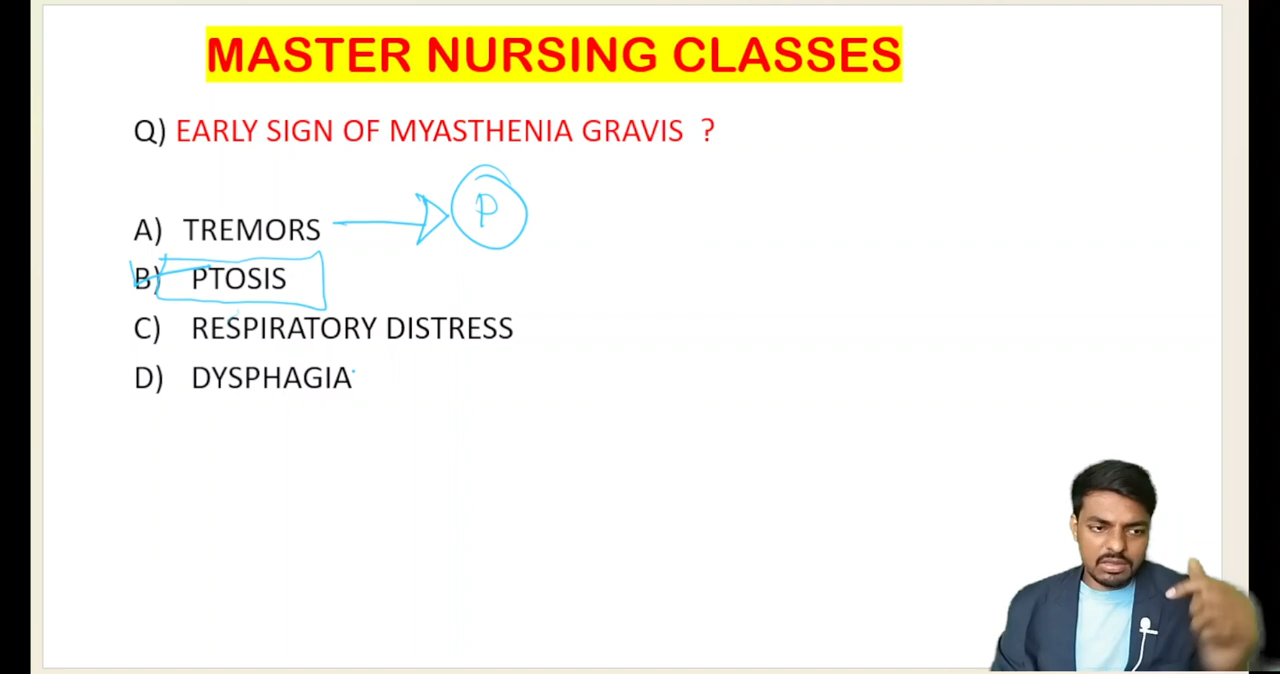 MASTER NURSING CLASSES
Q) EARLY SIGN OF MYASTHENIA GRAVIS ?
A) TREMORS P
B) PTOSIS
C) RESPIRATORY DISTRESS
D) DYSPHAGIA